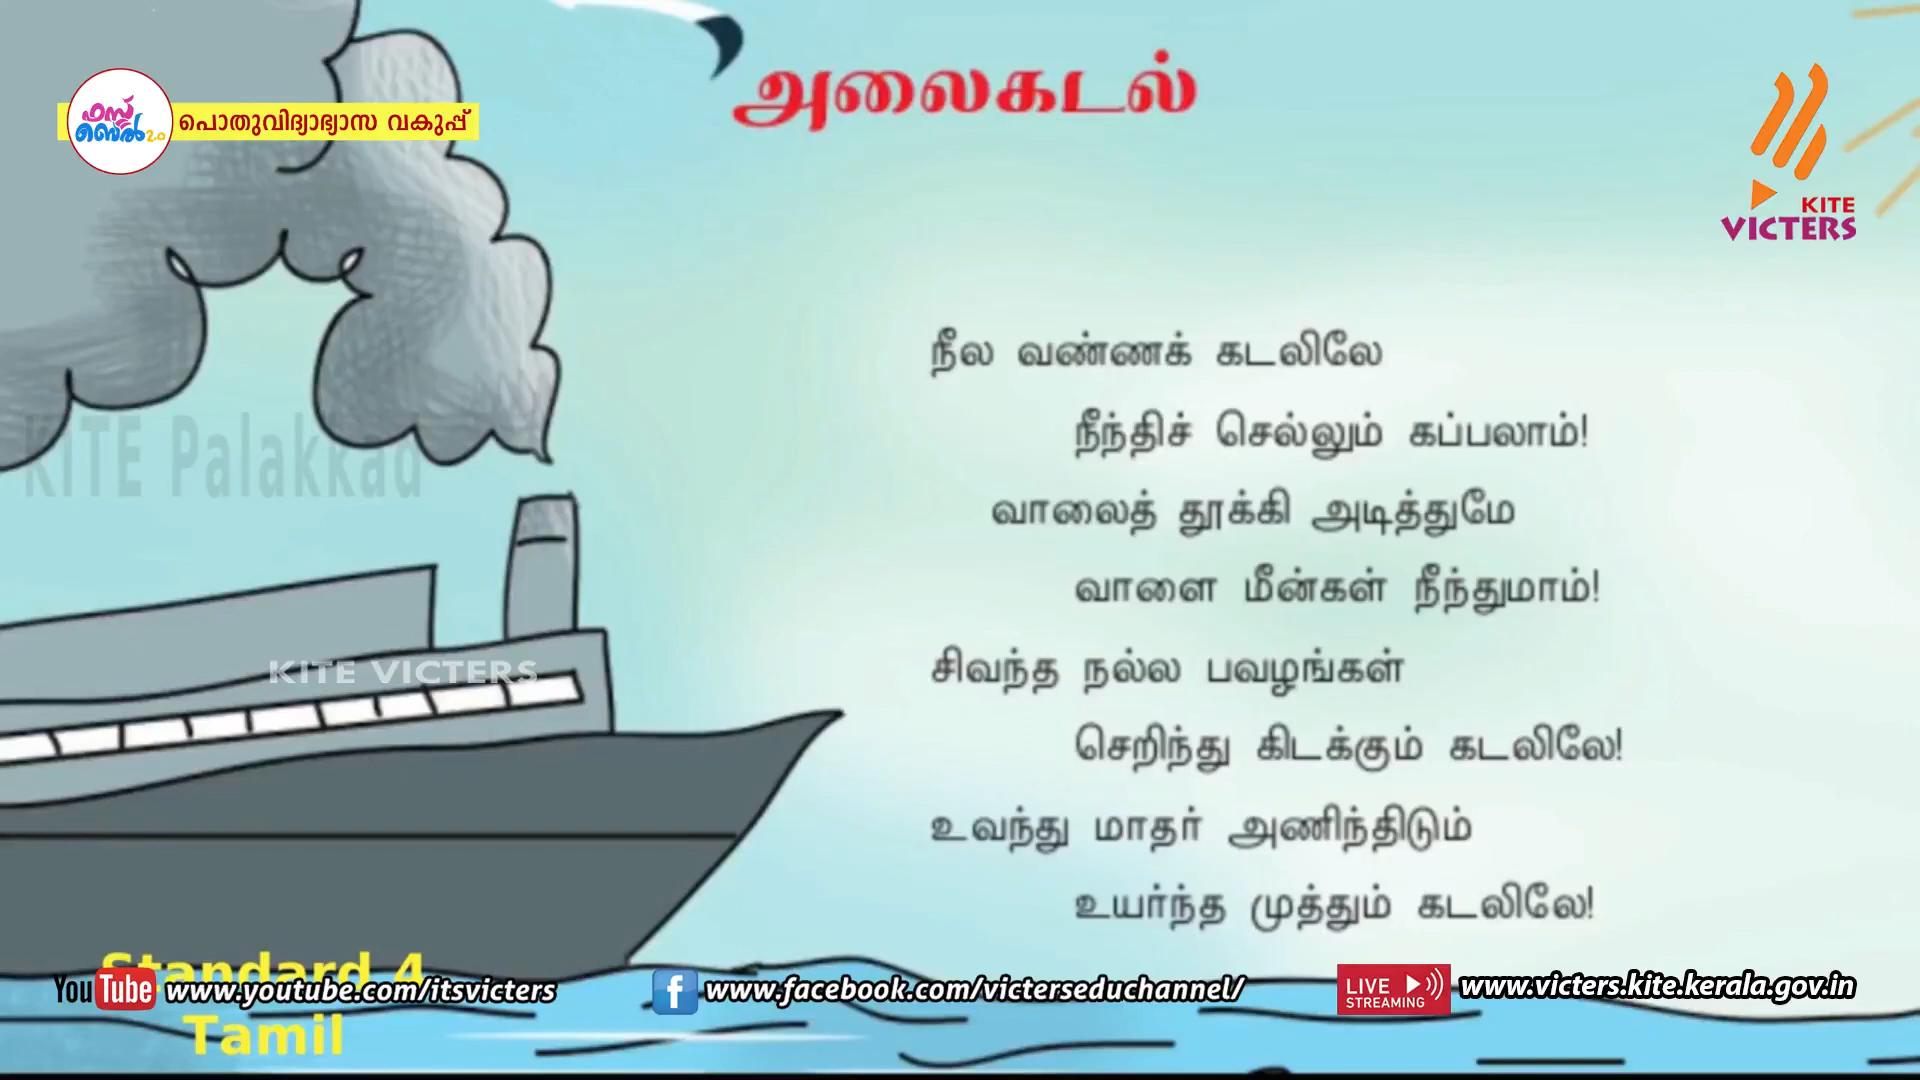 அலைகடல்
ഫസ്റ്റ്
ബെൽ 2.0
പൊതുവിദ്യാഭ്യാസ വകുപ്പ്
KITE
VICTERS
நீல வண்ணக் கடலிலே
நீந்திச் செல்லும் கப்பலாம்!
வாலைத் தூக்கி அடித்துமே
வாளை மீன்கள் நீந்துமாம்!
சிவந்த நல்ல பவழங்கள்
செறிந்து கிடக்கும் கடலிலே!
உவந்து மாதர் அணிந்திடும்
உயர்ந்த முத்தும் கடலிலே!
KITE Palakkad
KITE VICTERS
Standard 4
Tamil
YouTube www.youtube.com/itsvicters
f www.facebook.com/victerseduchannel/
LIVE STREAMING www.victers.kite.kerala.gov.in